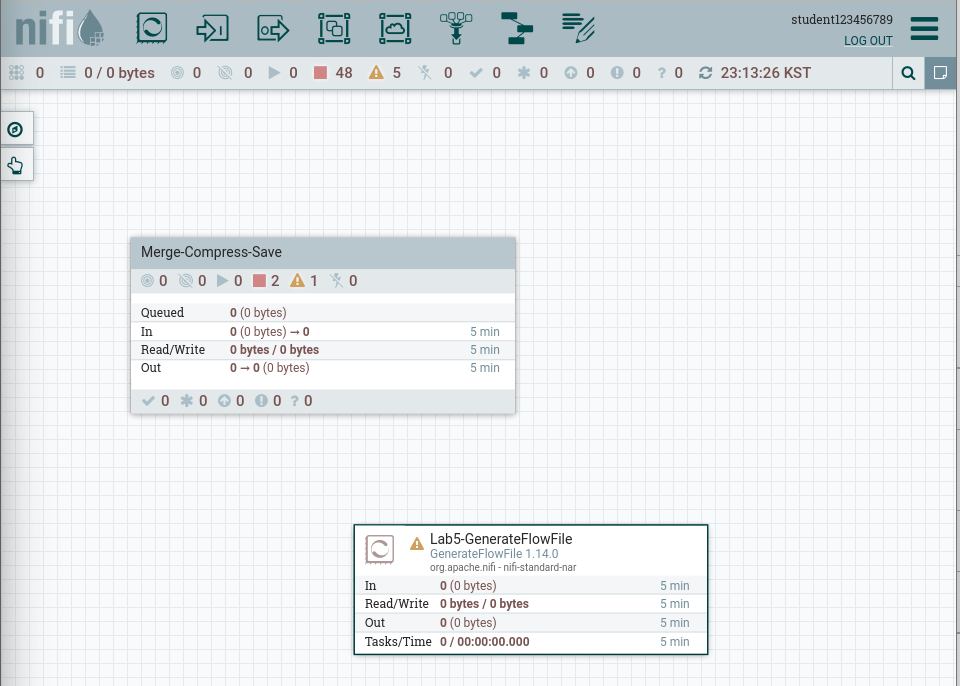 nifi
student123456789
LOG OUT
0 0 / 0 bytes 0 0 0 48 5 0 0 0 0 0 ? 0 23:13:26 KST
Merge-Compress-Save
0 0 0 2 1 0
Queued 0 (0 bytes)
In 0 (0 bytes) → 0 5 min
Read/Write 0 bytes / 0 bytes 5 min
Out 0 → 0 (0 bytes) 5 min
0 0 0 0 ? 0
Lab5-GenerateFlowFile
GenerateFlowFile 1.14.0
org.apache.nifi - nifi-standard-nar
In 0 (0 bytes) 5 min
Read/Write 0 bytes / 0 bytes 5 min
Out 0 (0 bytes) 5 min
Tasks/Time 0 / 00:00:00.000 5 min